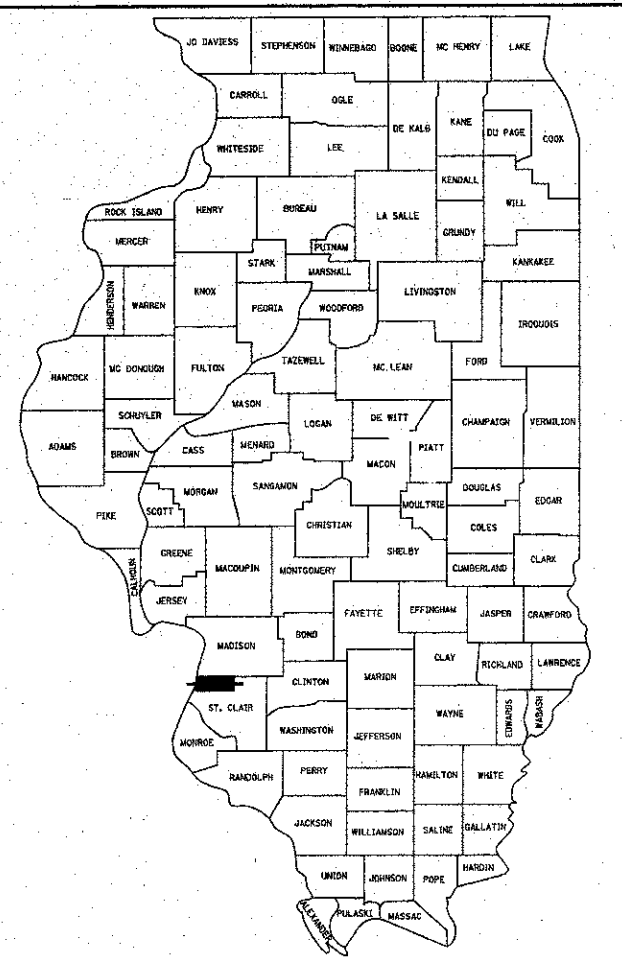 JO DAVIESS
STEPHENSON
WINNEBAGO
BOONE
MC HENRY
LAKE
CARROLL
OGLE
DE KALB
KANE
DU PAGE
COOK
WHITESIDE
LEE
KENDALL
WILL
ROCK ISLAND
HENRY
BUREAU
LA SALLE
GRUNDY
MERCER
PUTNAM
STARK
MARSHALL
KANKAKEE
HENDERSON
WARREN
KNOX
PEORIA
WOODFORD
LIVINGSTON
IROQUOIS
HANCOCK
MC DONOUGH
FULTON
TAZEWELL
MC LEAN
FORD
MASON
SCHUYLER
LOGAN
DE WITT
CHAMPAIGN
VERMILION
ADAMS
BROWN
CASS
MENARD
MACON
PIATT
PIKE
SCOTT
MORGAN
SANGAMON
CHRISTIAN
MOULTRIE
DOUGLAS
EDGAR
COLES
CALHOUN
GREENE
MACOUPIN
MONTGOMERY
SHELBY
CUMBERLAND
CLARK
JERSEY
FAYETTE
EFFINGHAM
JASPER
CRAWFORD
MADISON
BOND
CLAY
RICHLAND
LAWRENCE
ST. CLAIR
CLINTON
MARION
WAYNE
EDWARDS
WABASH
MONROE
WASHINGTON
JEFFERSON
RANDOLPH
PERRY
FRANKLIN
HAMILTON
WHITE
JACKSON
WILLIAMSON
SALINE
GALLATIN
UNION
JOHNSON
POPE
HARDIN
ALEXANDER
PULASKI
MASSAC